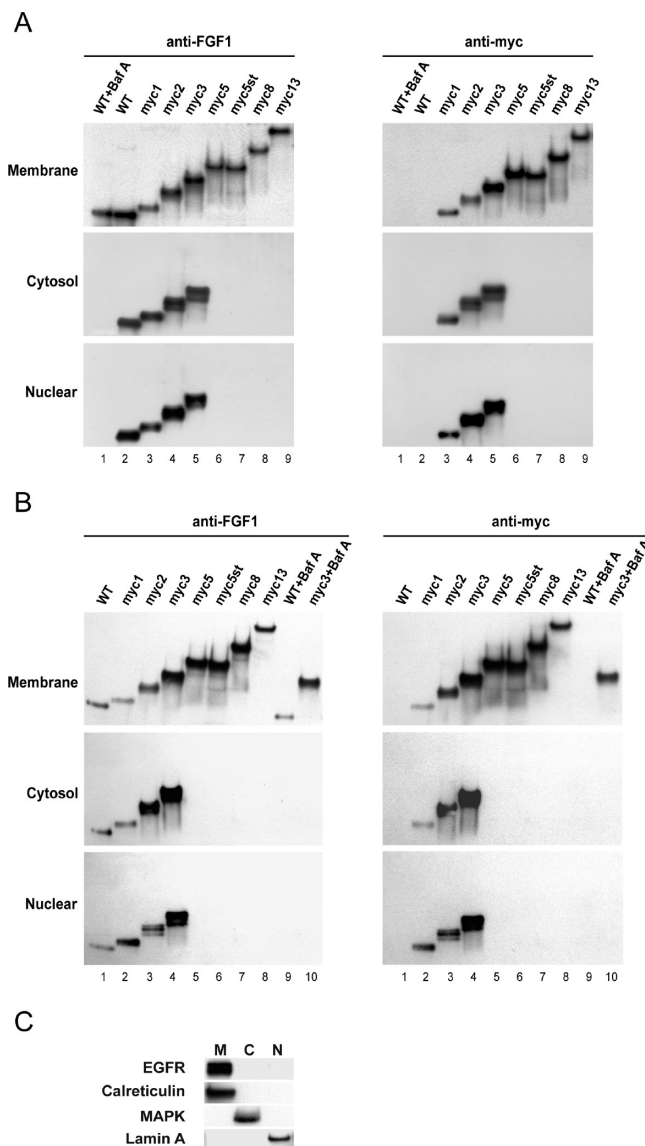 A
anti-FGF1 anti-myc
WT+Baf A WT myc1 myc2 myc3 myc5 myc5st myc8 myc13 WT+Baf A WT myc1 myc2 myc3 myc5 myc5st myc8 myc13
Membrane
Cytosol
Nuclear
1 2 3 4 5 6 7 8 9 1 2 3 4 5 6 7 8 9
B
anti-FGF1 anti-myc
WT myc1 myc2 myc3 myc5 myc5st myc8 myc13 WT+Baf A myc3+Baf A WT myc1 myc2 myc3 myc5 myc5st myc8 myc13 WT+Baf A myc3+Baf A
Membrane
Cytosol
Nuclear
1 2 3 4 5 6 7 8 9 10 1 2 3 4 5 6 7 8 9 10
C
M C N
EGFR
Calreticulin
MAPK
Lamin A